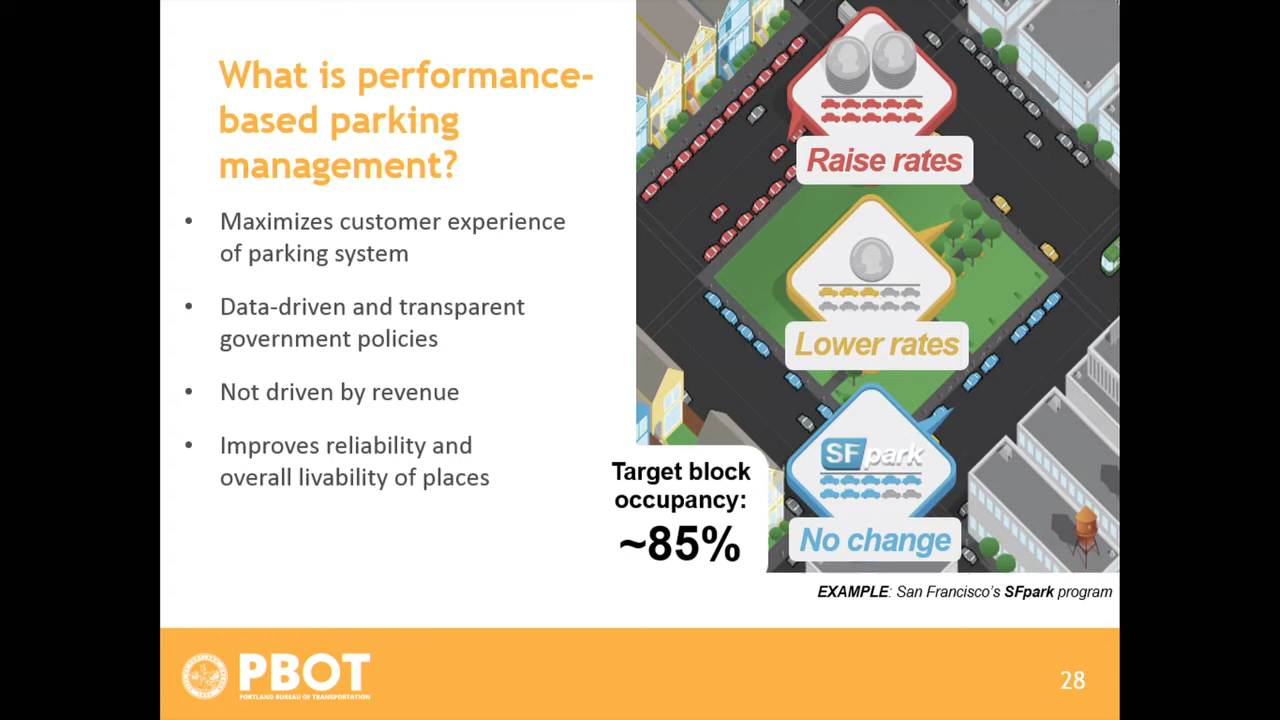 What is performance-
based parking
management?
• Maximizes customer experience
of parking system
• Data-driven and transparent
government policies
• Not driven by revenue
• Improves reliability and
overall livability of places
Raise rates
Lower rates
SFpark
No change
Target block
occupancy:
~85%
EXAMPLE: San Francisco's SFpark program
PBOT
PORTLAND BUREAU OF TRANSPORTATION
28